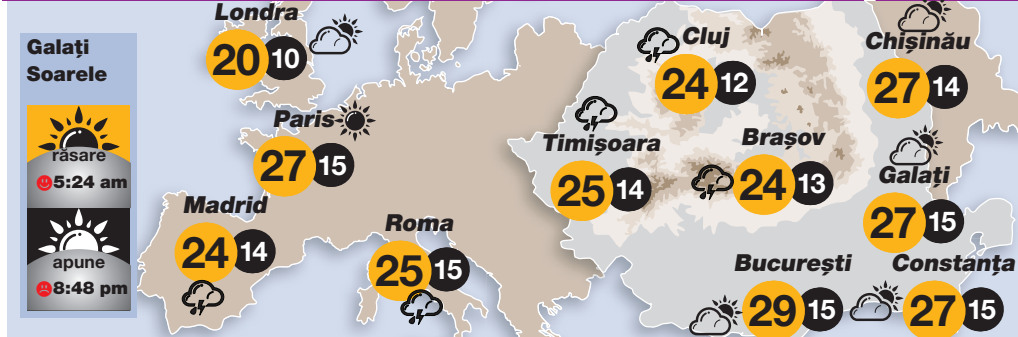 Galați
Soarele
răsare
5:24 am
apune
8:48 pm
Londra
20 10
Paris
27 15
Madrid
24 14
Roma
25 15
Cluj
24 12
Timișoara
25 14
Brașov
24 13
Chișinău
27 14
Galați
27 15
București
29 15
Constanța
27 15